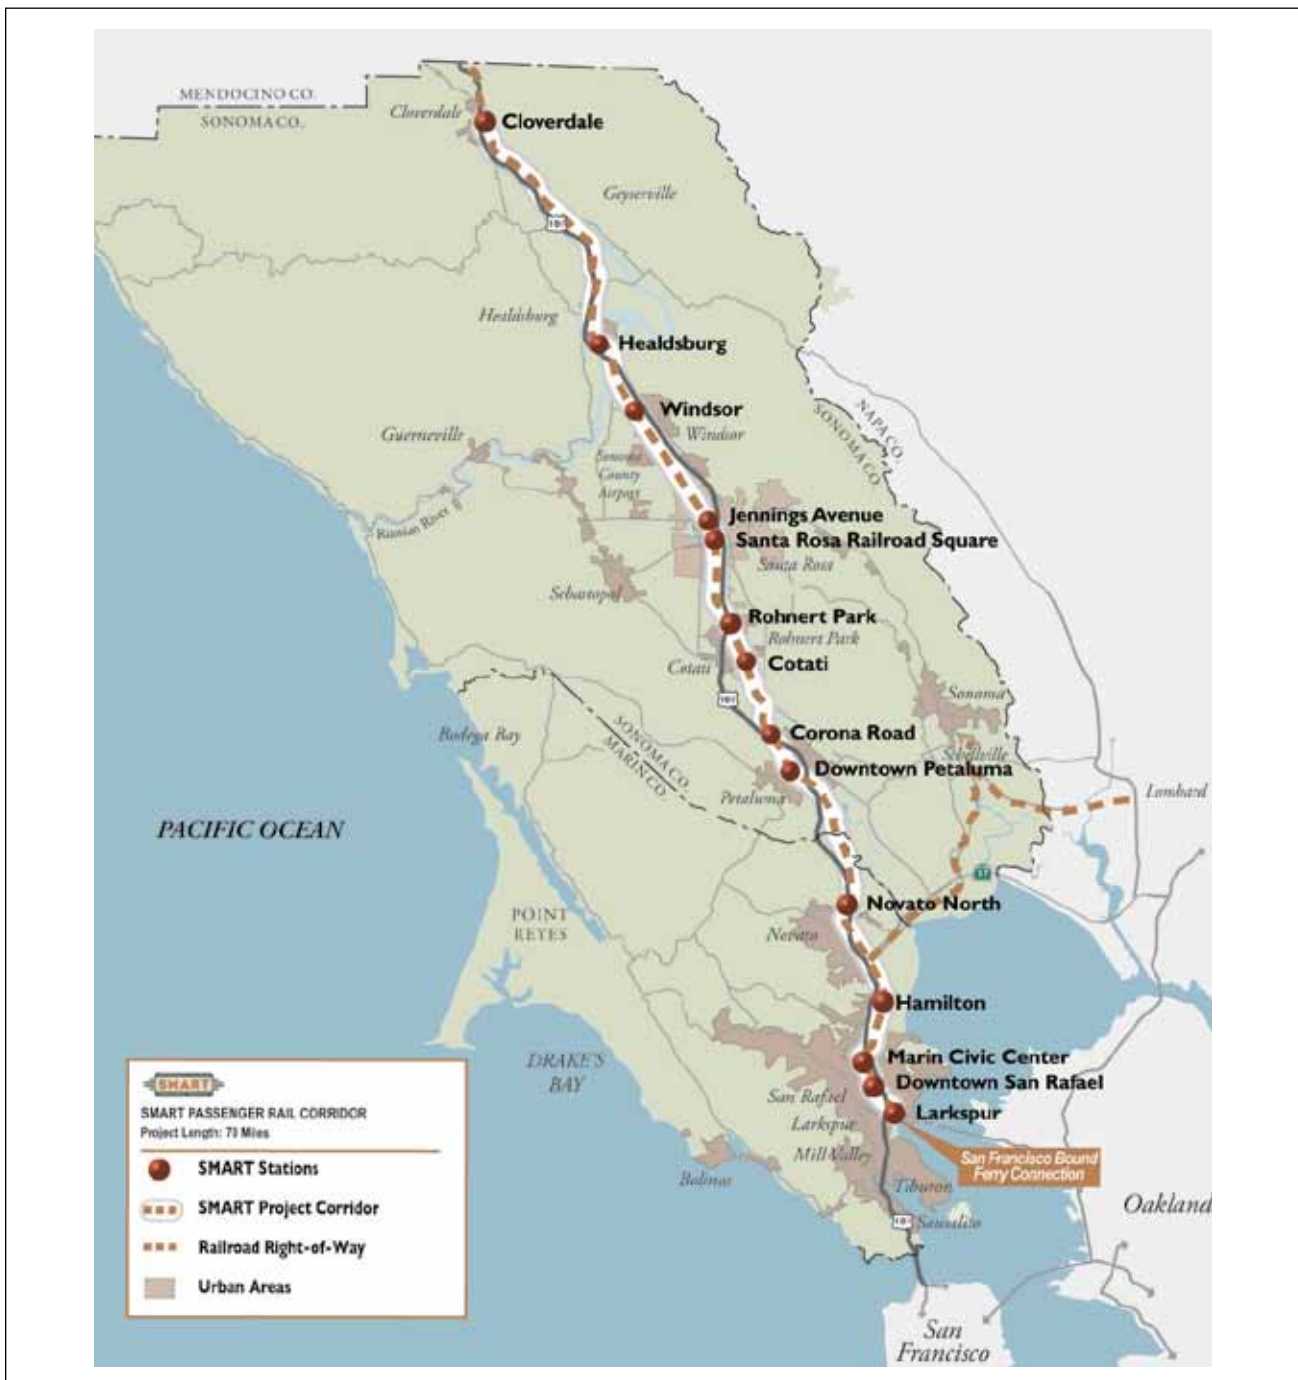 MENDOCINO CO.
SONOMA CO.
Cloverdale
Cloverdale
Geyserville
101
Healdsburg
Healdsburg
Windsor
Windsor
NAPA CO.
SONOMA CO
Guerneville
Sonoma
County
Airport
Russian River
Jennings Avenue
Santa Rosa Railroad Square
Santa Rosa
Sebastopol
Rohnert Park
Rohnert Park
Cotati
Cotati
101
Sonoma
SONOMA CO.
MARIN CO.
Bodega Bay
Corona Road
Schellville
Downtown Petaluma
Petaluma
Lombard
PACIFIC OCEAN
37
Novato North
Novato
POINT
REYES
Hamilton
DRAKE'S
BAY
Marin Civic Center
Downtown San Rafael
San Rafael
Larkspur
Larkspur
Mill Valley
San Francisco Bound
Ferry Connection
Bolinas
Tiburon
Oakland
101
Sausalito
San
Francisco
SMART
SMART PASSENGER RAIL CORRIDOR
Project Length: 70 Miles
SMART Stations
SMART Project Corridor
Railroad Right-of-Way
Urban Areas